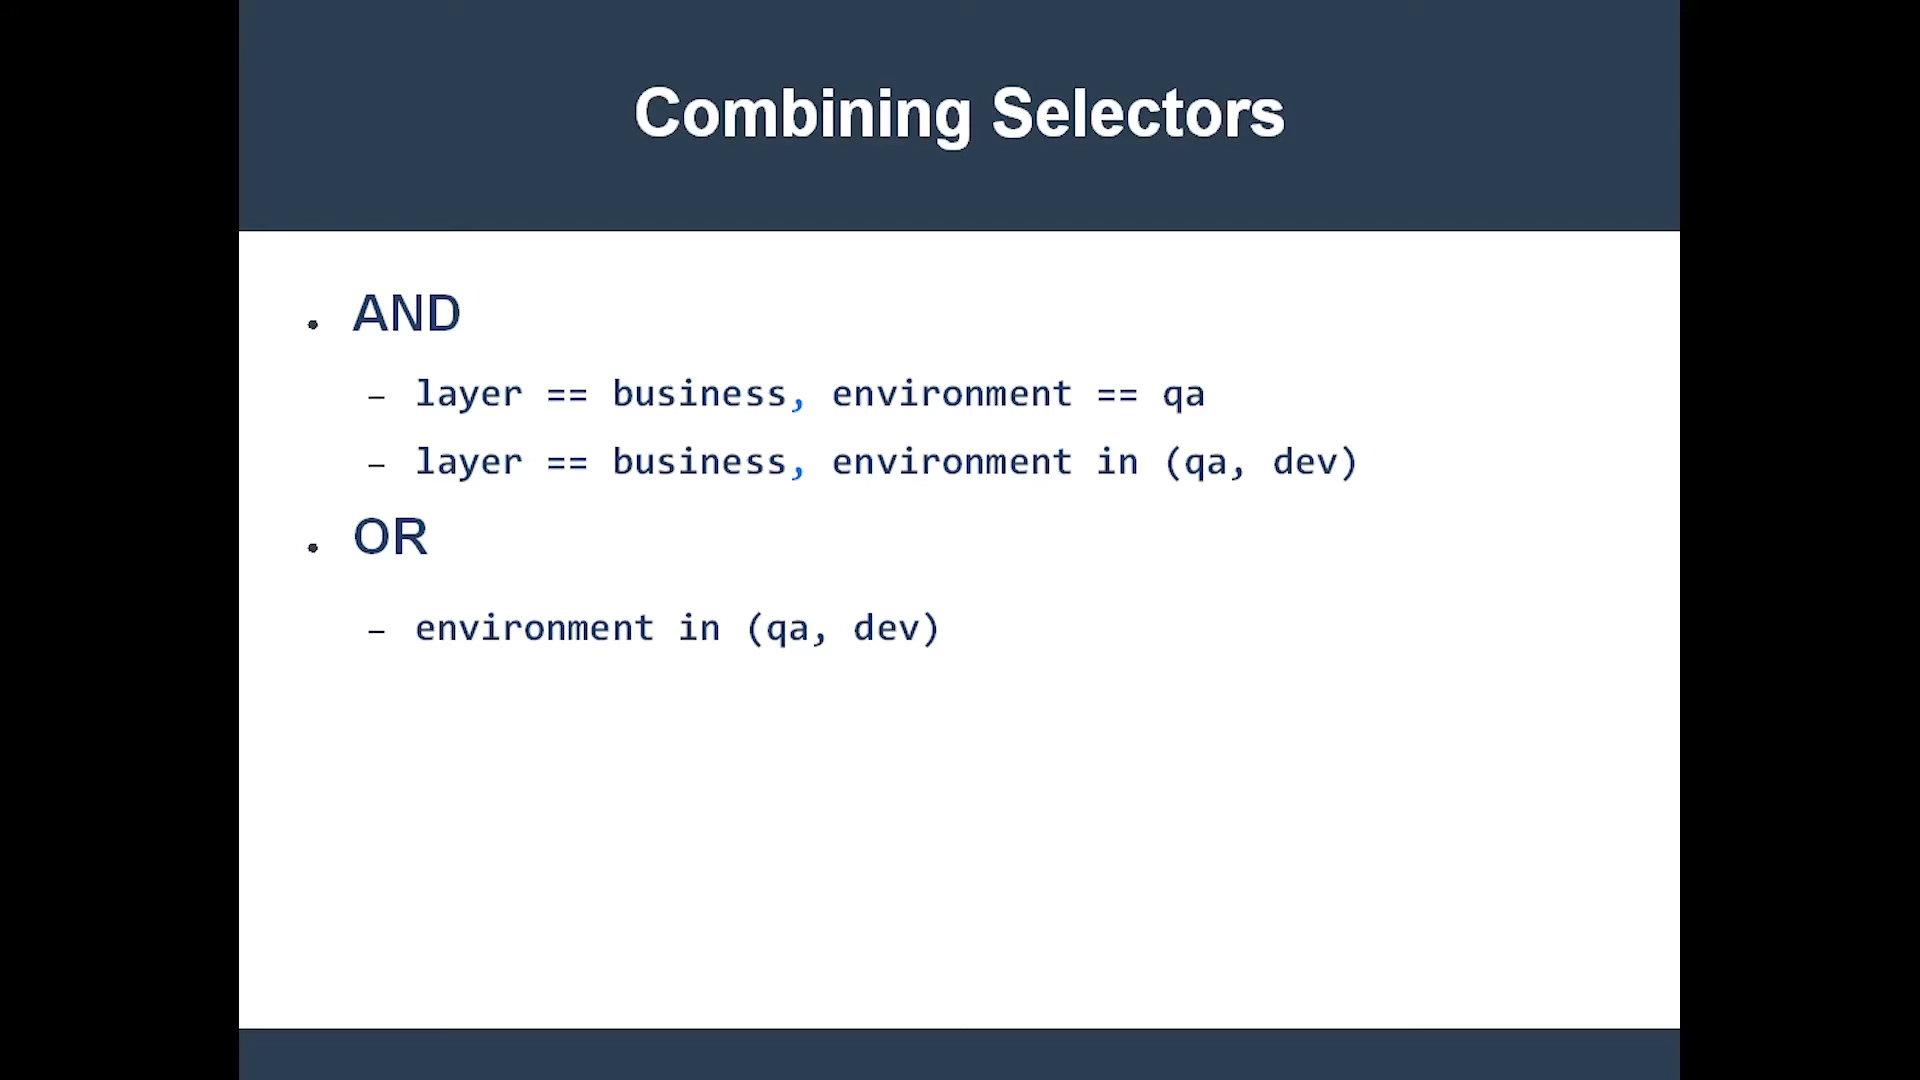 Combining Selectors
• AND
– layer == business, environment == qa
– layer == business, environment in (qa, dev)
• OR
– environment in (qa, dev)